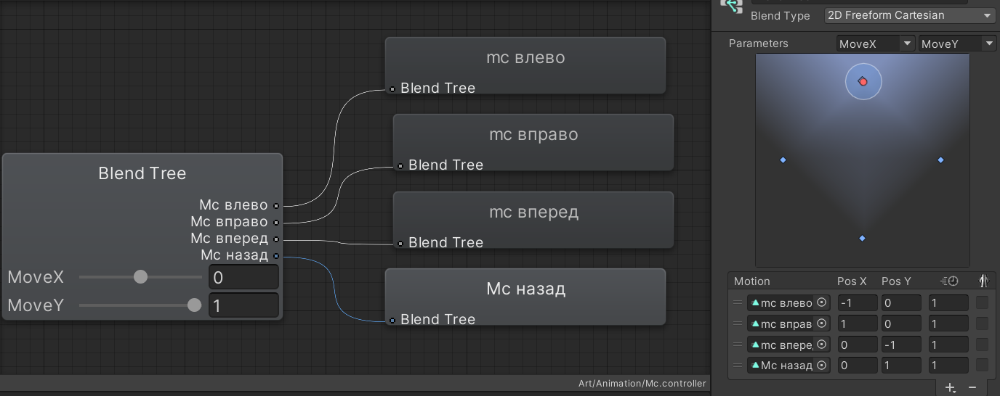 mc влево
Blend Tree
mc вправо
Blend Tree
mc вперед
Blend Tree
Mc назад
Blend Tree
Blend Tree
Mc влево
Mc вправо
Mc вперед
Mc назад
MoveX 0
MoveY 1
Art/Animation/Mc.controller
Blend Type 2D Freeform Cartesian
Parameters MoveX MoveY
Motion Pos X Pos Y
mc влево -1 0 1
mc вправ 1 0 1
mc впере 0 -1 1
Mc назад 0 1 1